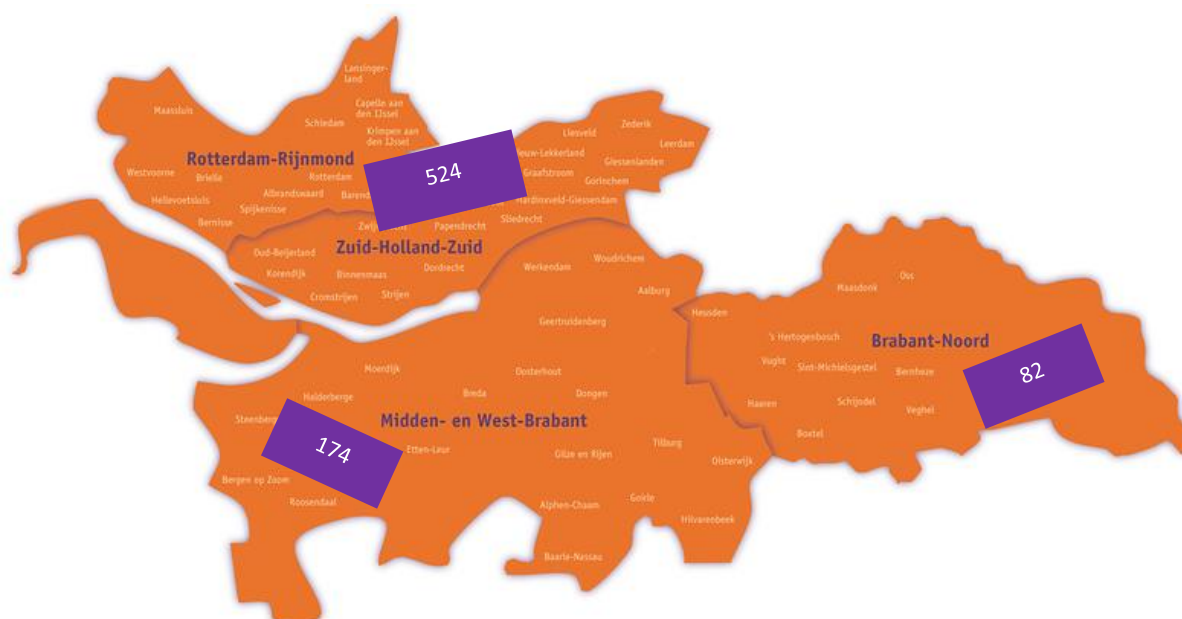 Lansinger-
land
Capelle aan
den IJssel
Maassluis
Schiedam
Krimpen aan
den IJssel
Liesveld
Zederik
Leerdam
Rotterdam-Rijnmond
Giessenlanden
Westvoorne
Brielle
Rotterdam
524
Graafstroom
Gorinchem
Albrandswaard
Hellevoetsluis
Spijkenisse
Hardinxveld-Giessendam
Bernisse
Papendrecht
Sliedrecht
Zuid-Holland-Zuid
Oud-Beijerland
Korendijk
Binnenmaas
Dordrecht
Cromstrijen
Strijen
Werkendam
Woudrichem
Aalburg
Geertruidenberg
Oss
Maasdonk
Heusden
's Hertogenbosch
Brabant-Noord
Vught
Sint-Michielsgestel
Bernheze
82
Haaren
Schijndel
Veghel
Boxtel
Moerdijk
Oosterhout
Halderberge
Breda
Dongen
Midden- en West-Brabant
174
Etten-Leur
Gilze en Rijen
Tilburg
Oisterwijk
Bergen op Zoom
Roosendaal
Alphen-Chaam
Goirle
Hilvarenbeek
Baarle-Nassau